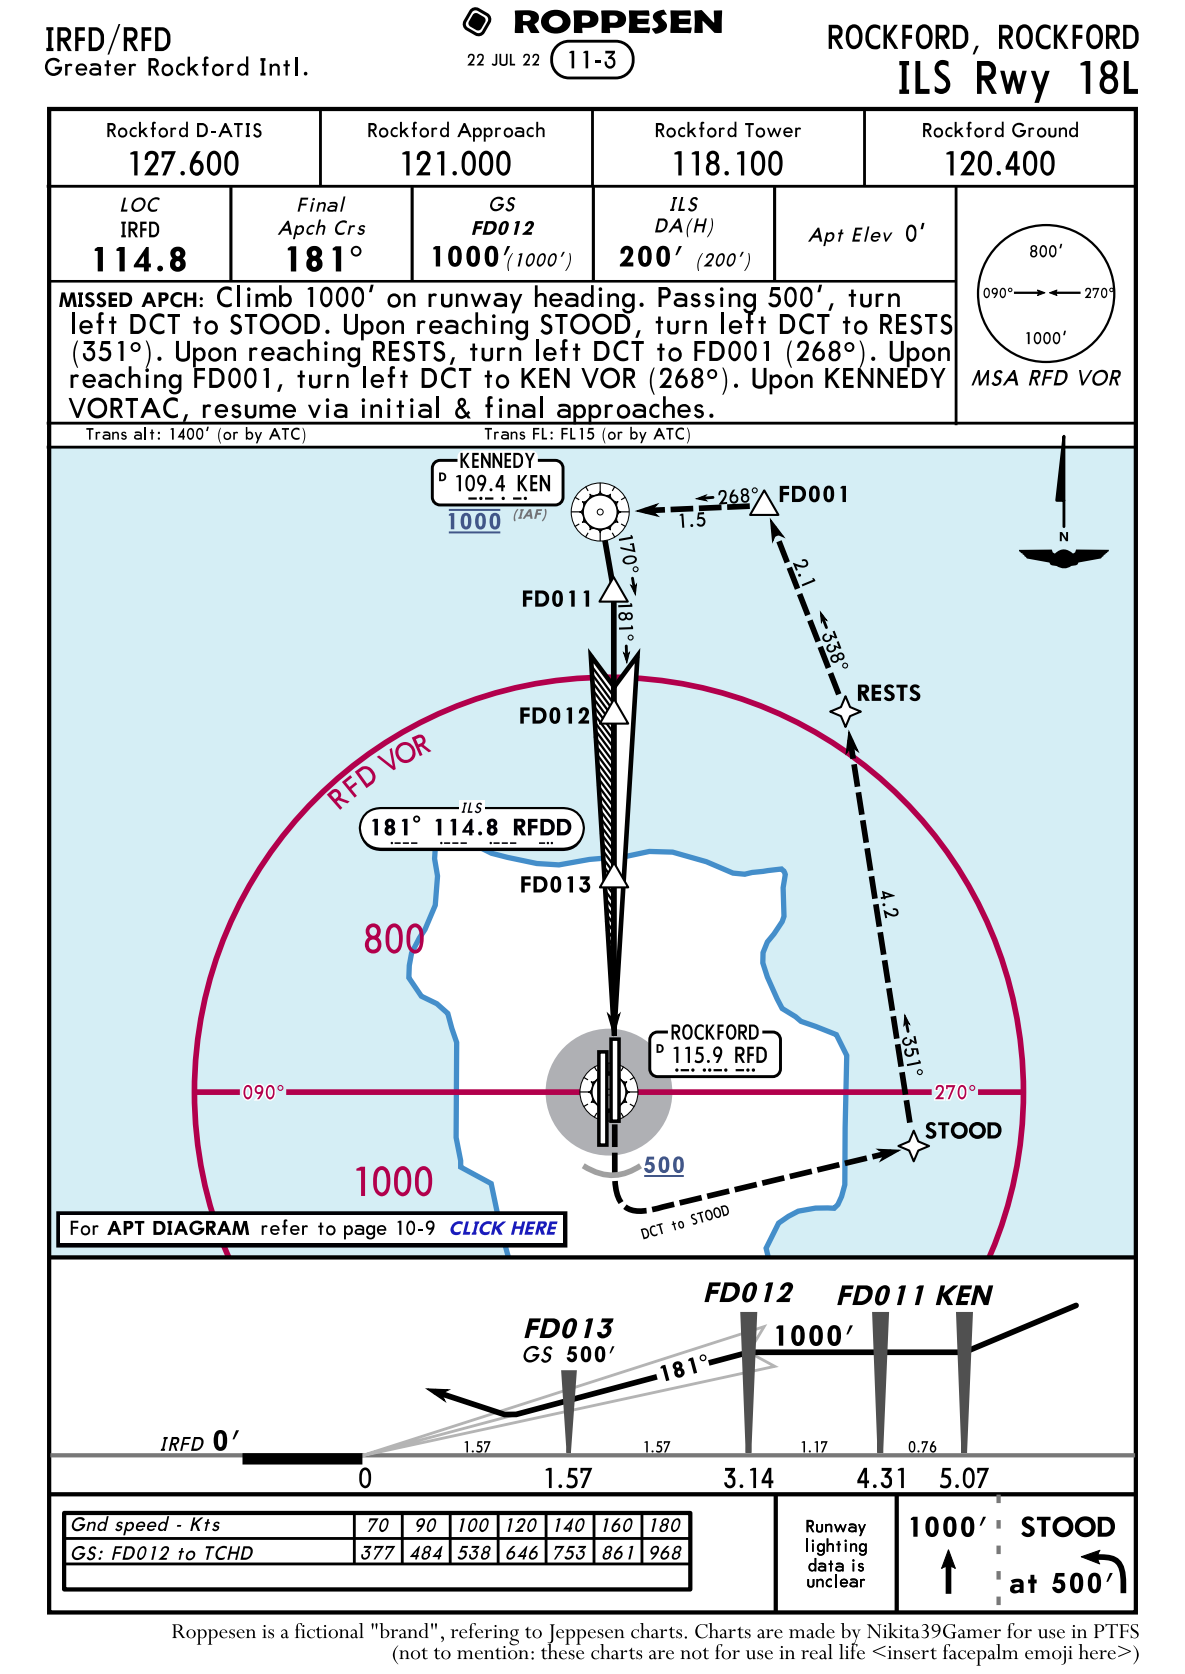 IRFD/RFD
Greater Rockford Intl.
ROPPESEN
22 JUL 22 11-3
ROCKFORD, ROCKFORD
ILS Rwy 18L
Rockford D-ATIS
127.600
Rockford Approach
121.000
Rockford Tower
118.100
Rockford Ground
120.400
LOC
IRFD
114.8
Final
Apch Crs
181°
GS
FD012
1000'(1000')
ILS
DA(H)
200' (200')
Apt Elev 0'
800'
090° 270°
1000'
MSA RFD VOR
MISSED APCH: Climb 1000' on runway heading. Passing 500', turn
left DCT to STOOD. Upon reaching STOOD, turn left DCT to RESTS
(351°). Upon reaching RESTS, turn left DCT to FD001 (268°). Upon
reaching FD001, turn left DCT to KEN VOR (268°). Upon KENNEDY
VORTAC, resume via initial & final approaches.
Trans alt: 1400' (or by ATC) Trans FL: FL15 (or by ATC)
KENNEDY
D 109.4 KEN
1000 (IAF)
268°
1.5
FD001
N
170°
FD011
181°
2.1
338°
RESTS
FD012
RFD VOR
ILS
181° 114.8 RFDD
FD013
800
4.2
ROCKFORD
D 115.9 RFD
351°
090°
270°
STOOD
500
1000
DCT to STOOD
For APT DIAGRAM refer to page 10-9 CLICK HERE
FD012
FD011 KEN
FD013
GS 500'
1000'
181°
IRFD 0'
1.57 1.57 1.17 0.76
0 1.57 3.14 4.31 5.07
Gnd speed - Kts 70 90 100 120 140 160 180
GS: FD012 to TCHD 377 484 538 646 753 861 968
Runway
lighting
data is
unclear
1000'
STOOD
at 500'
Roppesen is a fictional "brand", refering to Jeppesen charts. Charts are made by Nikita39Gamer for use in PTFS
(not to mention: these charts are not for use in real life <insert facepalm emoji here>)